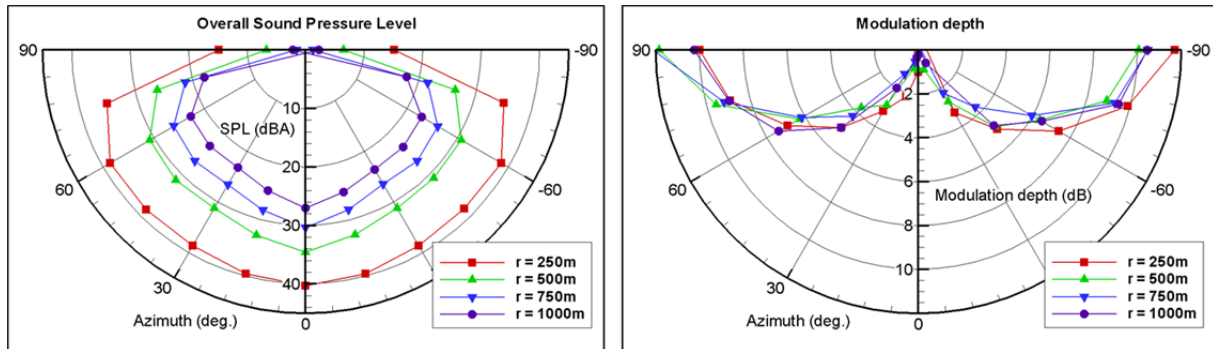 Overall Sound Pressure Level
90
-90
10
SPL (dBA)
20
60
-60
30
40
30
Azimuth (deg.)
0
r = 250m
r = 500m
r = 750m
r = 1000m
Modulation depth
90
-90
2
4
60
-60
6
Modulation depth (dB)
8
10
30
Azimuth (deg.)
0
r = 250m
r = 500m
r = 750m
r = 1000m